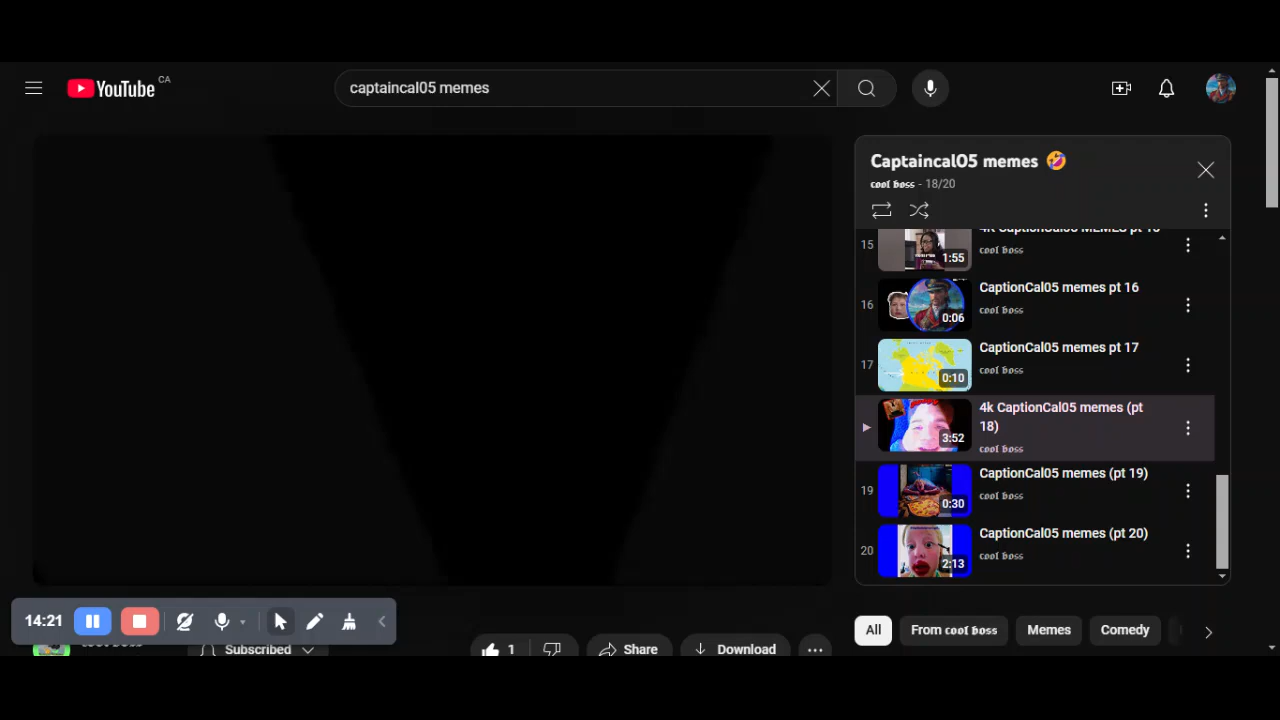 YouTube CA
captaincal05 memes
Captaincal05 memes 🤣
cool boss - 18/20
15
1:55
cool boss
16
0:06
CaptionCal05 memes pt 16
cool boss
17
0:10
CaptionCal05 memes pt 17
cool boss
3:52
4k CaptionCal05 memes (pt
18)
cool boss
19
0:30
CaptionCal05 memes (pt 19)
cool boss
20
2:13
CaptionCal05 memes (pt 20)
cool boss
14:21
cool boss
Subscribed
1
Share
Download
All
From cool boss
Memes
Comedy